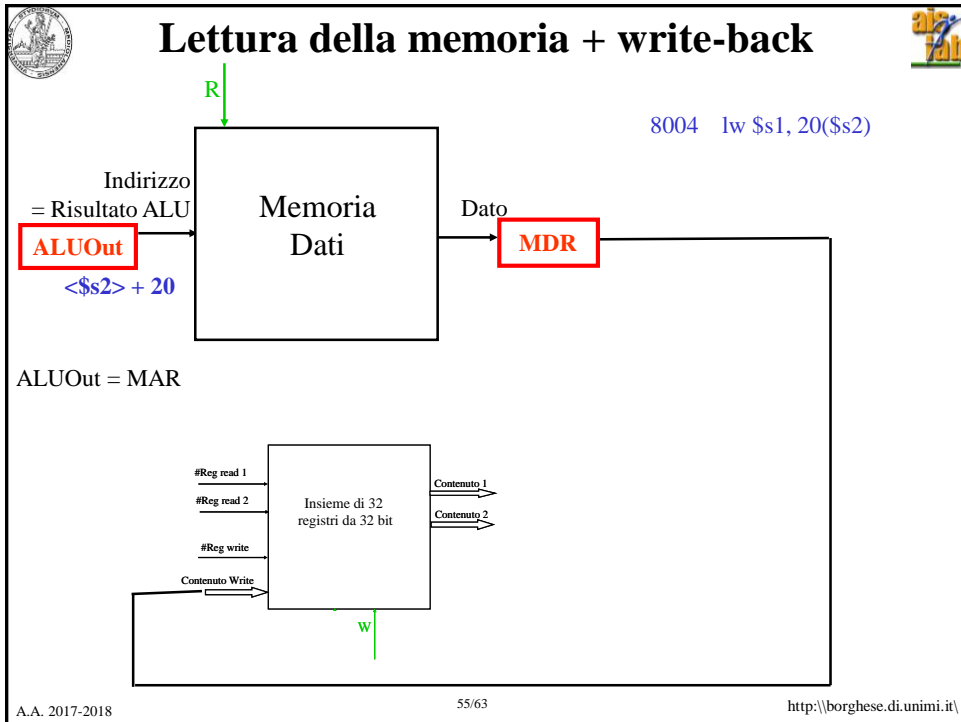 Lettura della memoria + write-back
R
8004 lw $s1, 20($s2)
Indirizzo
= Risultato ALU
ALUOut
<$s2> + 20
Memoria
Dati
Dato
MDR
ALUOut = MAR
#Reg read 1
#Reg read 2
#Reg write
Contenuto Write
Insieme di 32
registri da 32 bit
Contenuto 1
Contenuto 2
W
A.A. 2017-2018
55/63
http:\\borghese.di.unimi.it\